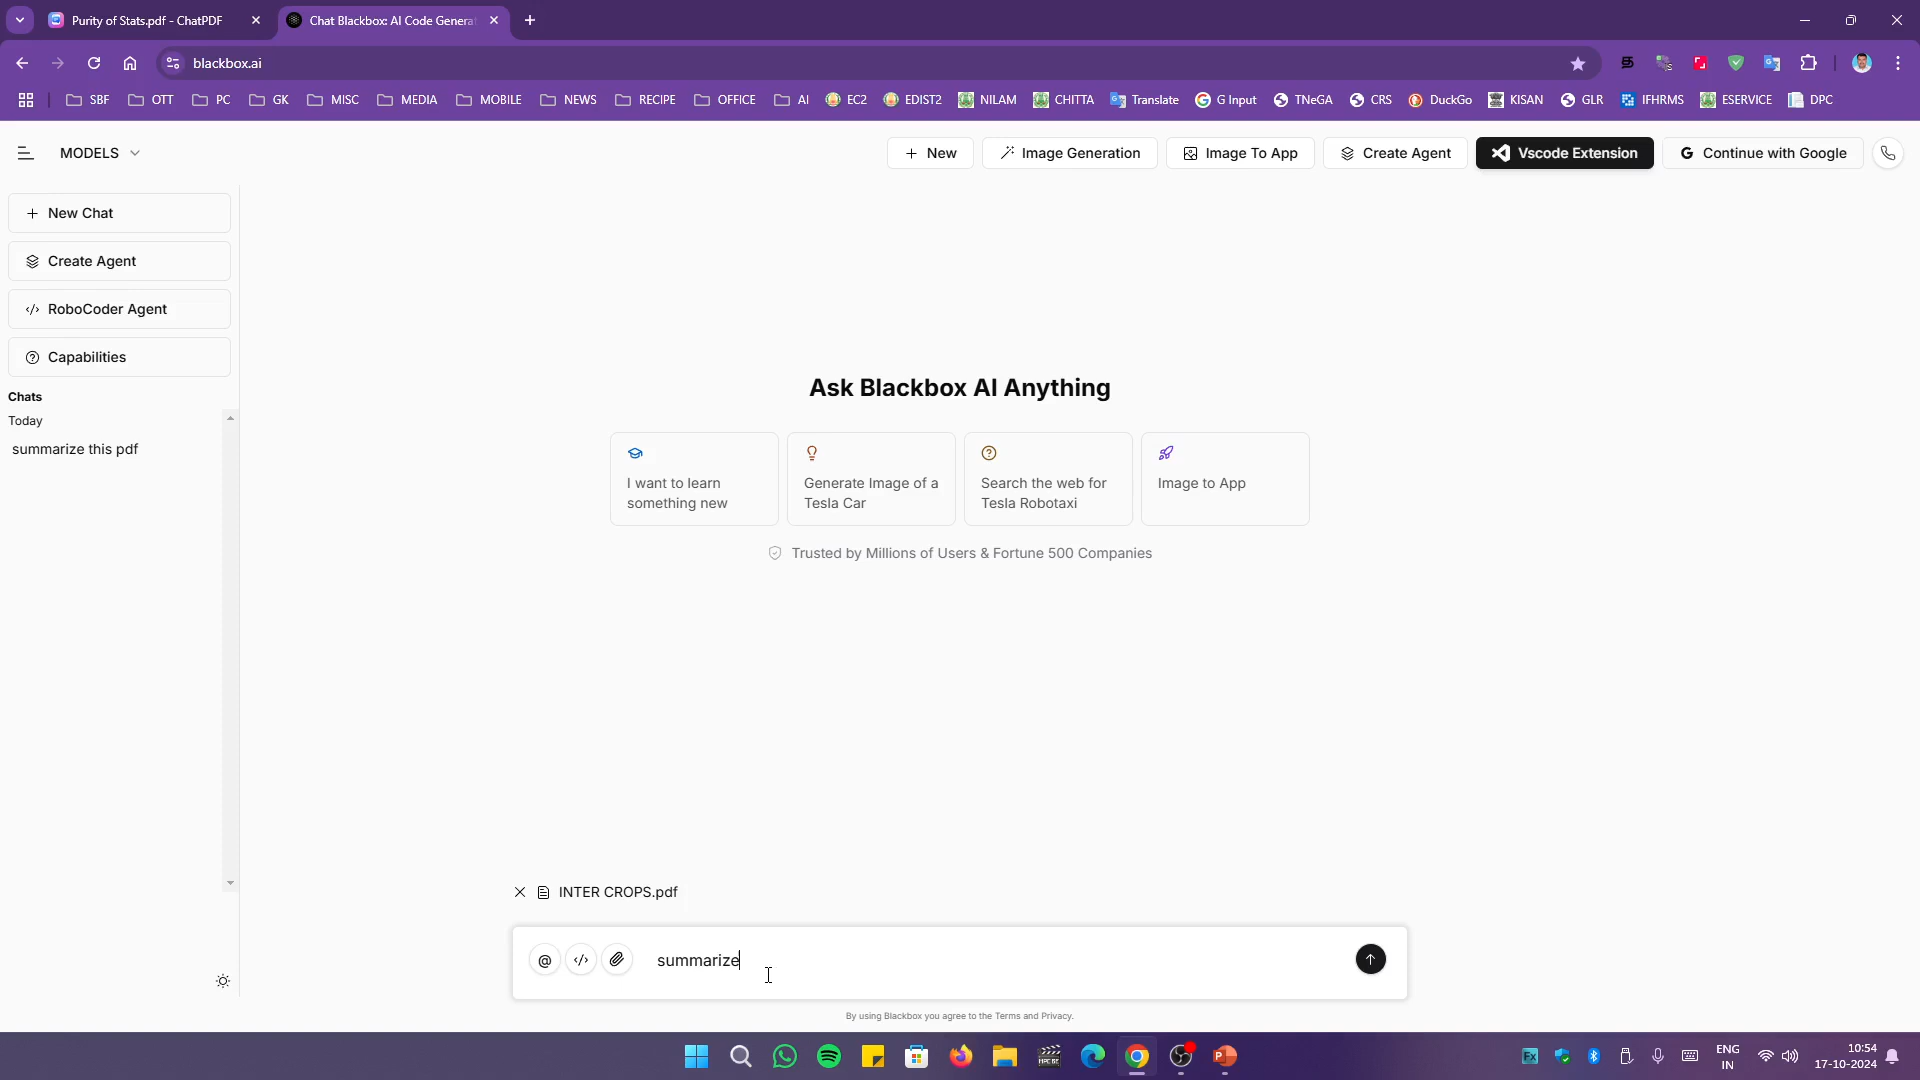 Purity of Stats.pdf - ChatPDF
Chat Blackbox: AI Code Genera
blackbox.ai
SBF OTT PC GK MISC MEDIA MOBILE NEWS RECIPE OFFICE AI EC2 EDIST2 NILAM CHITTA Translate G Input TNeGA CRS DuckGo KISAN GLR IFHRMS ESERVICE DPC
MODELS
New Image Generation Image To App Create Agent Vscode Extension Continue with Google
New Chat
Create Agent
RoboCoder Agent
Capabilities
Chats
Today
summarize this pdf
Ask Blackbox AI Anything
I want to learn
something new
Generate Image of a
Tesla Car
Search the web for
Tesla Robotaxi
Image to App
Trusted by Millions of Users & Fortune 500 Companies
INTER CROPS.pdf
@ </> summarize
By using Blackbox you agree to the Terms and Privacy.
ENG
IN
10:54
17-10-2024